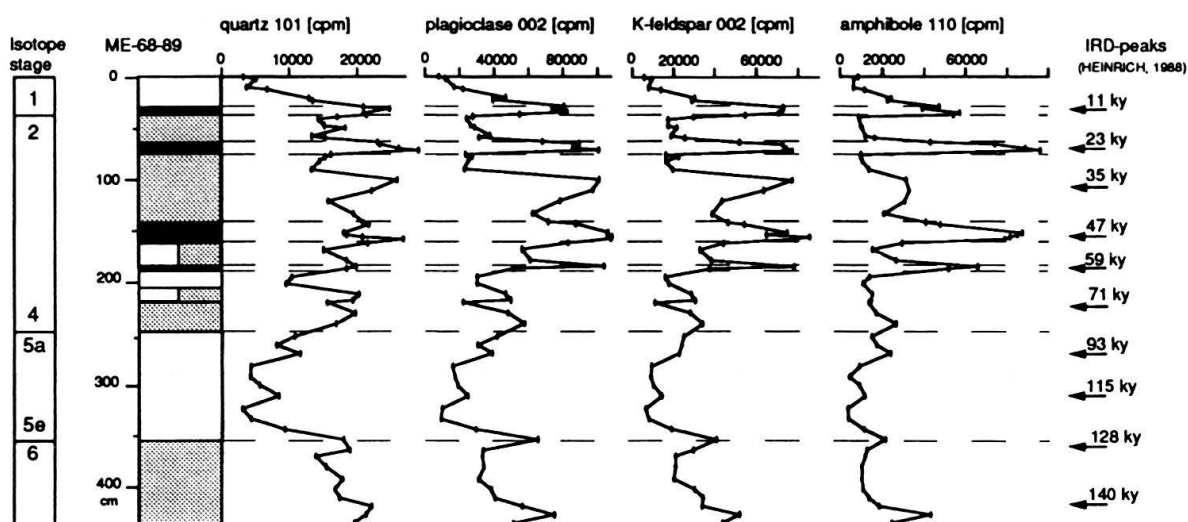 quartz 101 [cpm] plagioclase 002 [cpm] K-feldspar 002 [cpm] amphibole 110 [cpm]
Isotope stage ME-68-89 IRD-peaks
(HEINRICH, 1988)
0 10000 20000 0 40000 80000 0 20000 60000 0 20000 60000
0
1 11 ky
2 23 ky
100 35 ky
47 ky
59 ky
200 71 ky
4
5a 93 ky
300 115 ky
5e 128 ky
6
400 cm 140 ky